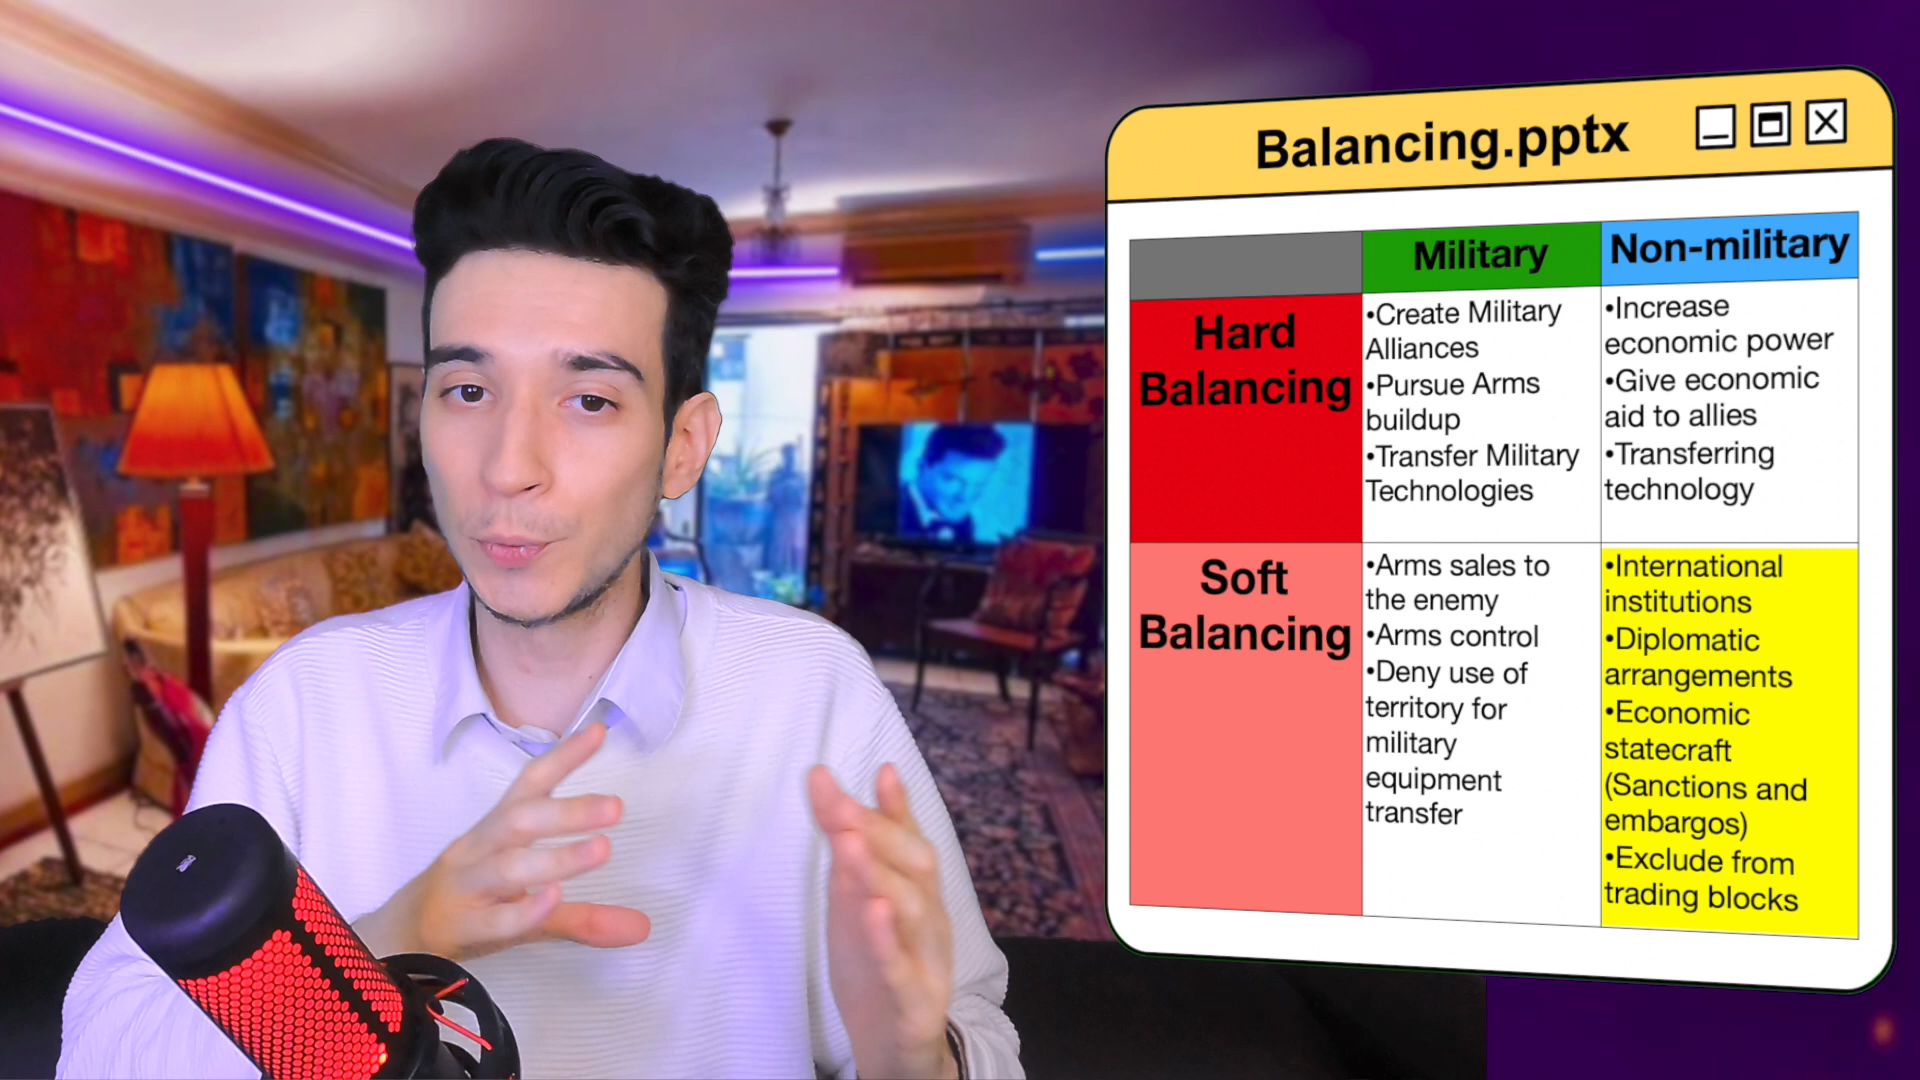 Balancing.pptx
Military
Non-military
Hard
Balancing
•Create Military
Alliances
•Pursue Arms
buildup
•Transfer Military
Technologies
•Increase
economic power
•Give economic
aid to allies
•Transferring
technology
Soft
Balancing
•Arms sales to
the enemy
•Arms control
•Deny use of
territory for
military
equipment
transfer
•International
institutions
•Diplomatic
arrangements
•Economic
statecraft
(Sanctions and
embargos)
•Exclude from
trading blocks